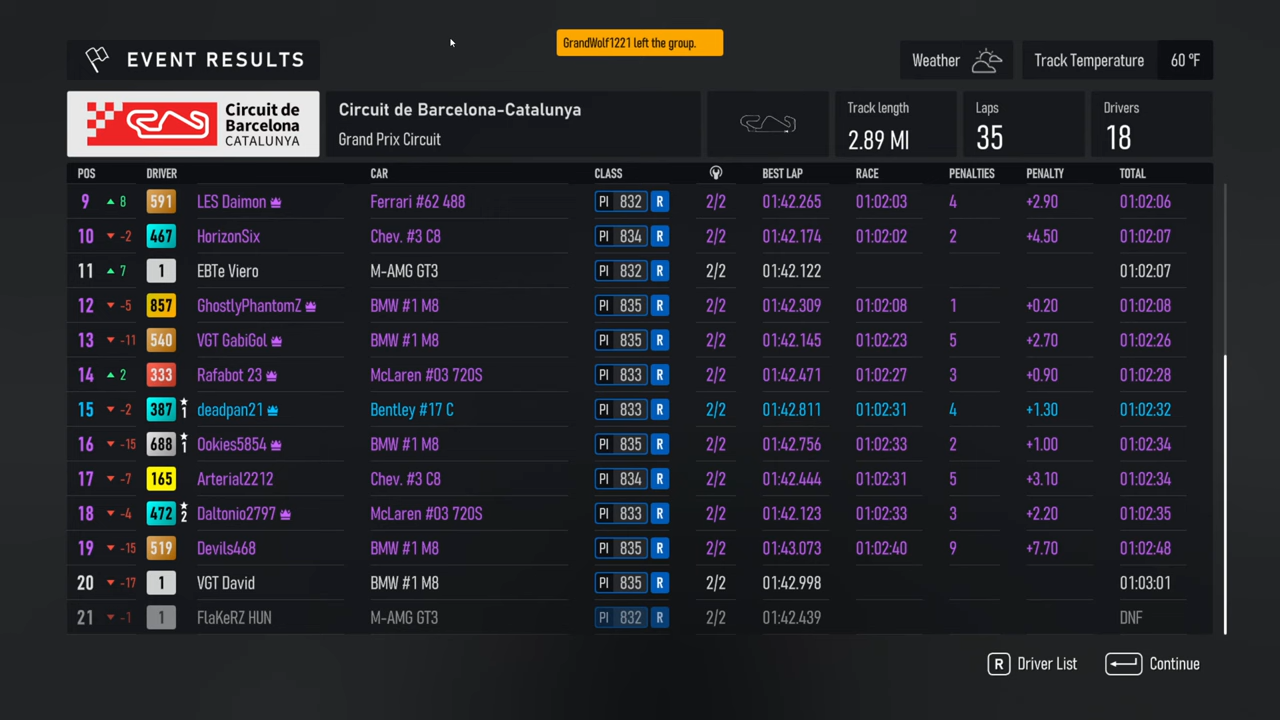 GrandWolf1221 left the group.
EVENT RESULTS
Weather
Track Temperature 60 °F
Circuit de
Barcelona
CATALUNYA
Circuit de Barcelona-Catalunya
Grand Prix Circuit
Track length
2.89 MI
Laps
35
Drivers
18
POS DRIVER CAR CLASS BEST LAP RACE PENALTIES PENALTY TOTAL
9 8 591 LES Daimon Ferrari #62 488 PI 832 R 2/2 01:42.265 01:02:03 4 +2.90 01:02:06
10 -2 467 HorizonSix Chev. #3 C8 PI 834 R 2/2 01:42.174 01:02:02 2 +4.50 01:02:07
11 7 1 EBTe Viero M-AMG GT3 PI 832 R 2/2 01:42.122 01:02:07
12 -5 857 GhostlyPhantomZ BMW #1 M8 PI 835 R 2/2 01:42.309 01:02:08 1 +0.20 01:02:08
13 -11 540 VGT GabiGol BMW #1 M8 PI 835 R 2/2 01:42.145 01:02:23 5 +2.70 01:02:26
14 2 333 Rafabot 23 McLaren #03 720S PI 833 R 2/2 01:42.471 01:02:27 3 +0.90 01:02:28
15 -2 387 1 deadpan21 Bentley #17 C PI 833 R 2/2 01:42.811 01:02:31 4 +1.30 01:02:32
16 -15 688 1 Ookies5854 BMW #1 M8 PI 835 R 2/2 01:42.756 01:02:33 2 +1.00 01:02:34
17 -7 165 Arterial2212 Chev. #3 C8 PI 834 R 2/2 01:42.444 01:02:31 5 +3.10 01:02:34
18 -4 472 2 Daltonio2797 McLaren #03 720S PI 833 R 2/2 01:42.123 01:02:33 3 +2.20 01:02:35
19 -15 519 Devils468 BMW #1 M8 PI 835 R 2/2 01:43.073 01:02:40 9 +7.70 01:02:48
20 -17 1 VGT David BMW #1 M8 PI 835 R 2/2 01:42.998 01:03:01
21 -1 1 FlaKeRZ HUN M-AMG GT3 PI 832 R 2/2 01:42.439 DNF
R Driver List Continue